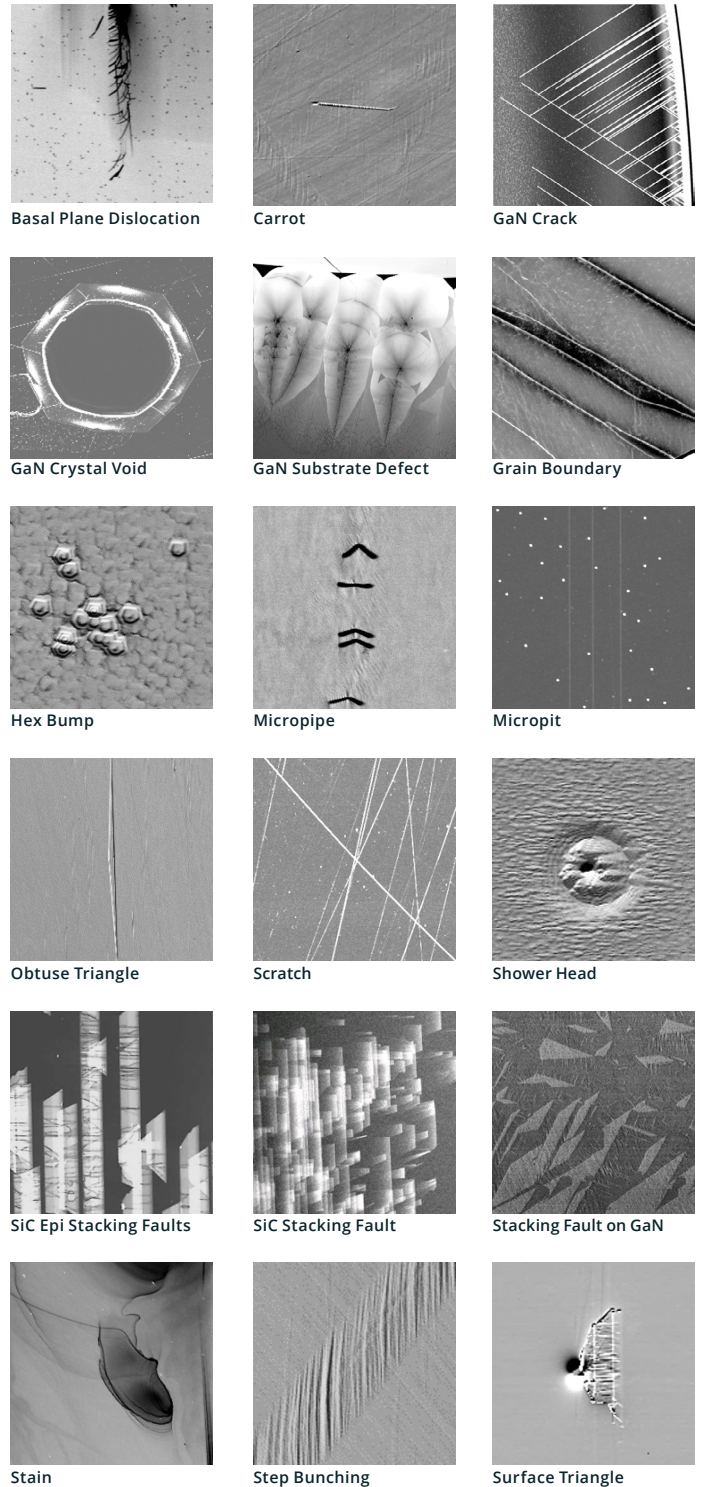 Basal Plane Dislocation
Carrot
GaN Crack
GaN Crystal Void
GaN Substrate Defect
Grain Boundary
Hex Bump
Micropipe
Micropit
Obtuse Triangle
Scratch
Shower Head
SiC Epi Stacking Faults
SiC Stacking Fault
Stacking Fault on GaN
Stain
Step Bunching
Surface Triangle